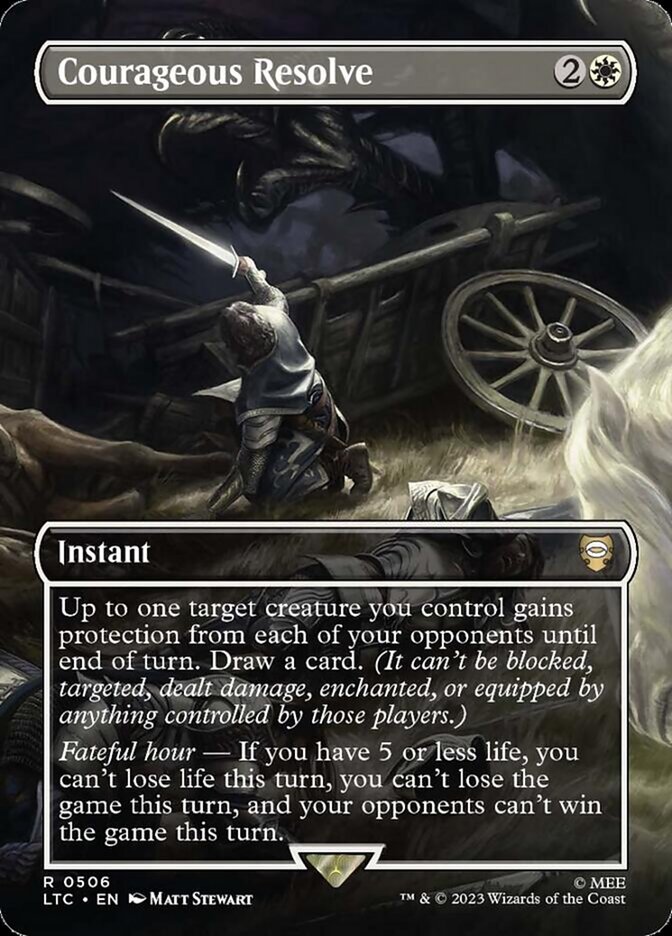 Courageous Resolve 2
Instant
Up to one target creature you control gains
protection from each of your opponents until
end of turn. Draw a card. (It can't be blocked,
targeted, dealt damage, enchanted, or equipped by
anything controlled by those players.)
Fateful hour — If you have 5 or less life, you
can't lose life this turn, you can't lose the
game this turn, and your opponents can't win
the game this turn.
R 0506
LTC • EN Matt Stewart
© MEE
™ & © 2023 Wizards of the Coast